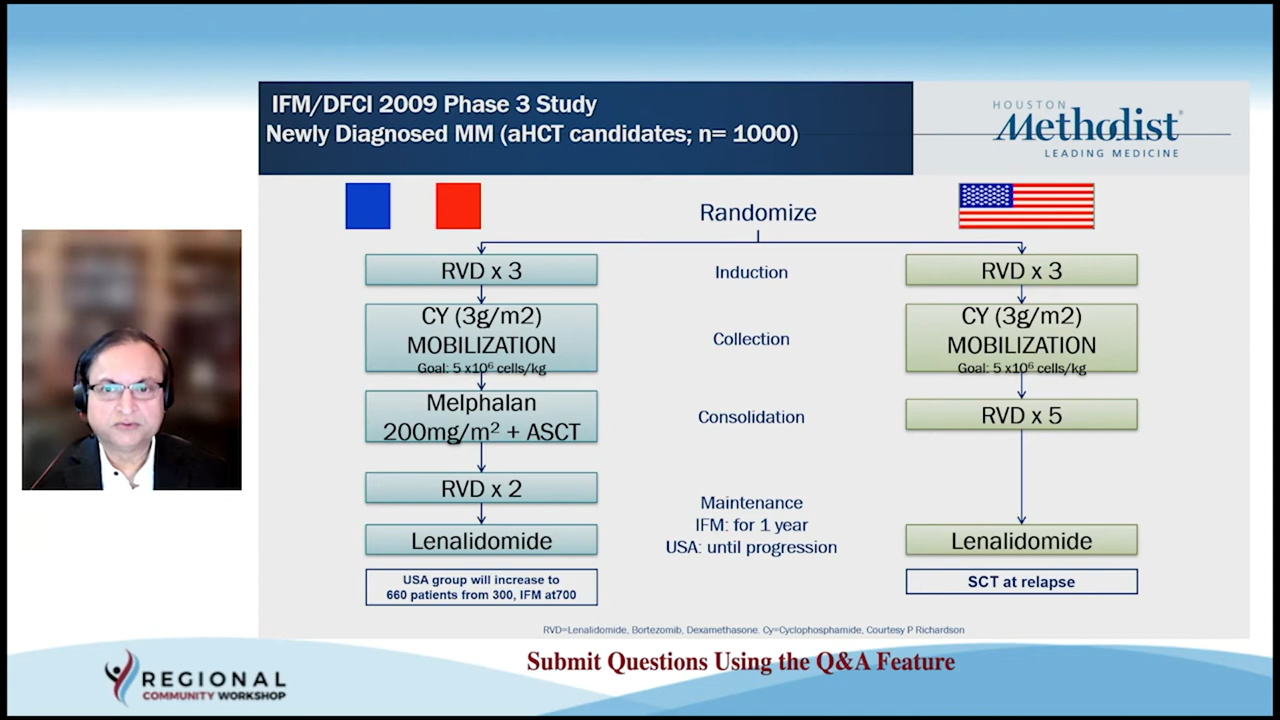 IFM/DFCI 2009 Phase 3 Study
Newly Diagnosed MM (aHCT candidates; n= 1000)
HOUSTON
Methodist®
LEADING MEDICINE
Randomize
RVD x 3
Induction
RVD x 3
CY (3g/m2)
MOBILIZATION
Goal: 5 x10⁶ cells/kg
Collection
CY (3g/m2)
MOBILIZATION
Goal: 5 x10⁶ cells/kg
Melphalan
200mg/m² + ASCT
Consolidation
RVD x 5
RVD x 2
Maintenance
IFM: for 1 year
USA: until progression
Lenalidomide
Lenalidomide
USA group will increase to
660 patients from 300, IFM at700
SCT at relapse
RVD=Lenalidomide, Bortezomib, Dexamethasone. Cy=Cyclophosphamide, Courtesy P Richardson
Submit Questions Using the Q&A Feature
REGIONAL
COMMUNITY WORKSHOP